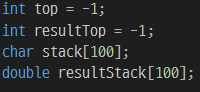 int top = -1;
int resultTop = -1;
char stack[100];
double resultStack[100];